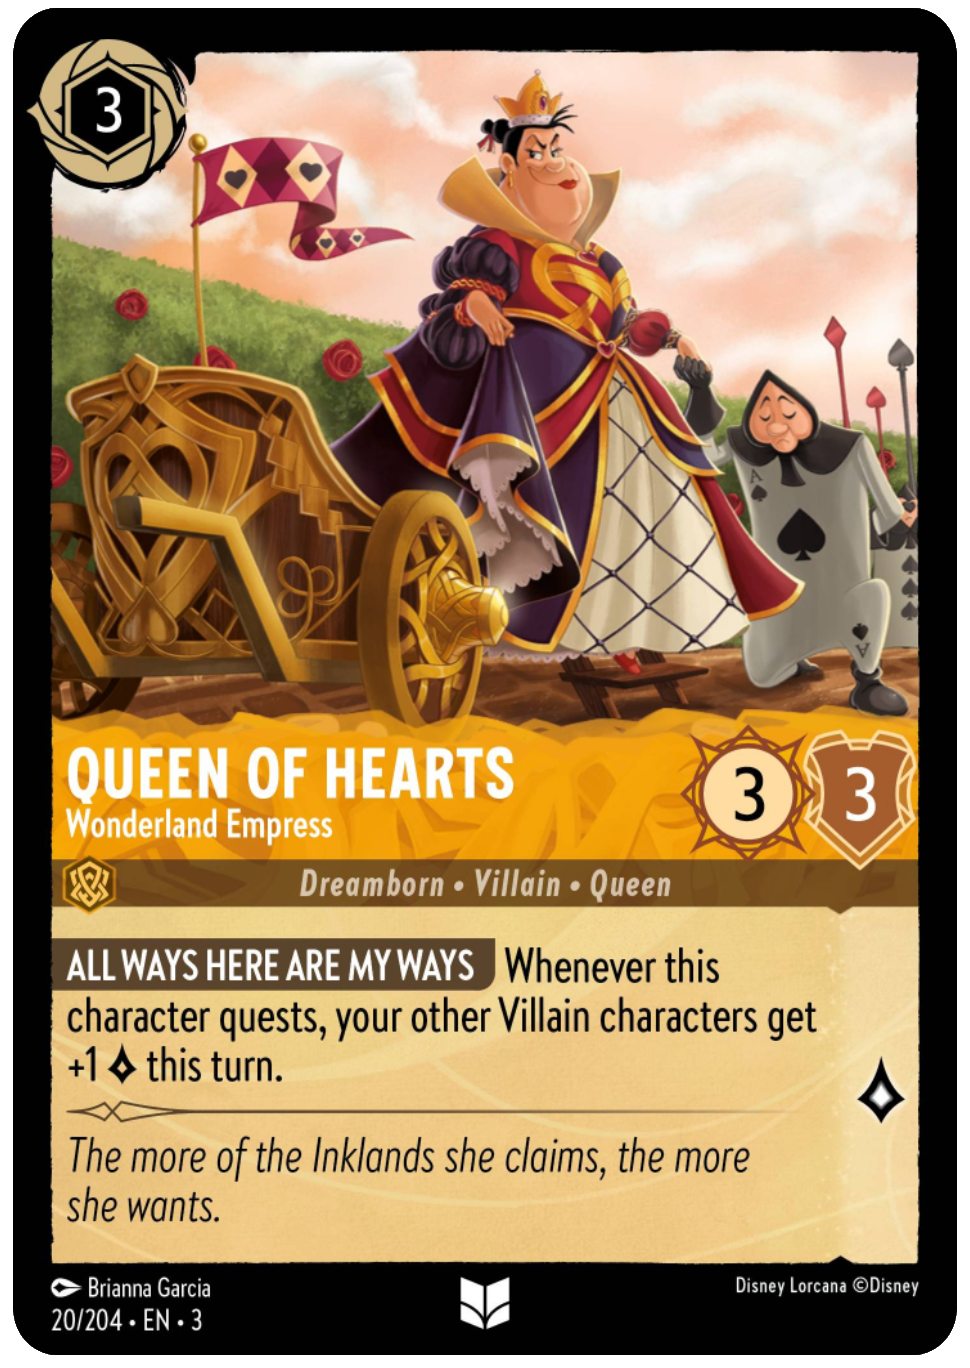 3
A
A
QUEEN OF HEARTS
Wonderland Empress
3
3
Dreamborn • Villain • Queen
ALL WAYS HERE ARE MY WAYS Whenever this
character quests, your other Villain characters get
+1 this turn.
The more of the Inklands she claims, the more
she wants.
Brianna Garcia
20/204 • EN • 3
Disney Lorcana ©Disney